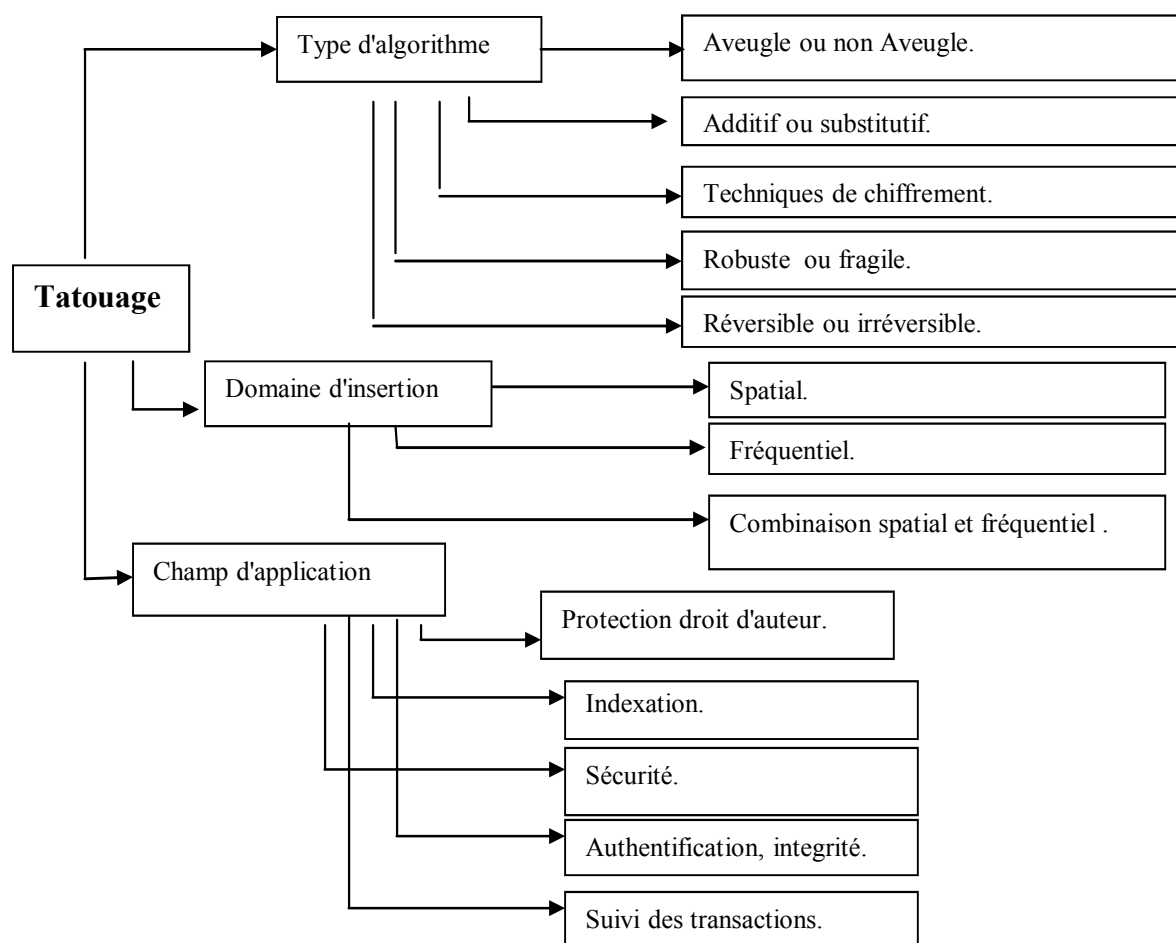 Type d'algorithme
Aveugle ou non Aveugle.
Additif ou substitutif.
Techniques de chiffrement.
Robuste ou fragile.
Réversible ou irréversible.
Tatouage
Domaine d'insertion
Spatial.
Fréquentiel.
Combinaison spatial et fréquentiel .
Champ d'application
Protection droit d'auteur.
Indexation.
Sécurité.
Authentification, integrité.
Suivi des transactions.